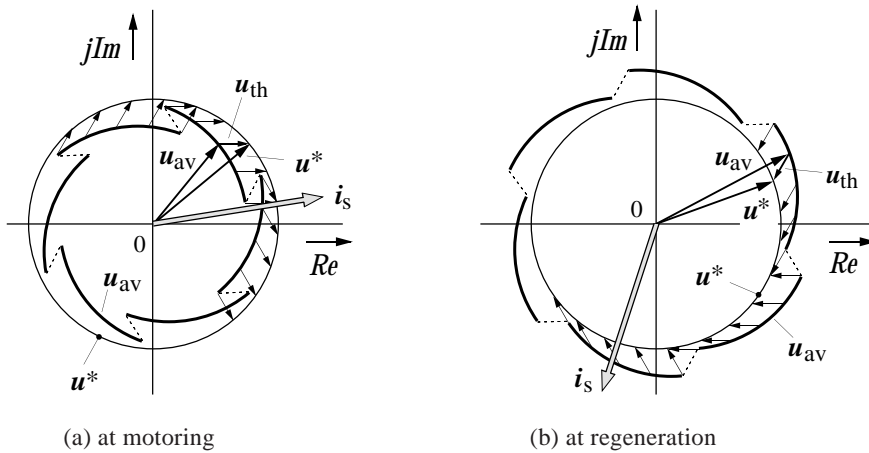 jIm
u_th
u_av
u*
i_s
0
Re
u_av
u*
(a) at motoring
jIm
u_av
0
u_th
u*
Re
u*
u_av
i_s
(b) at regeneration